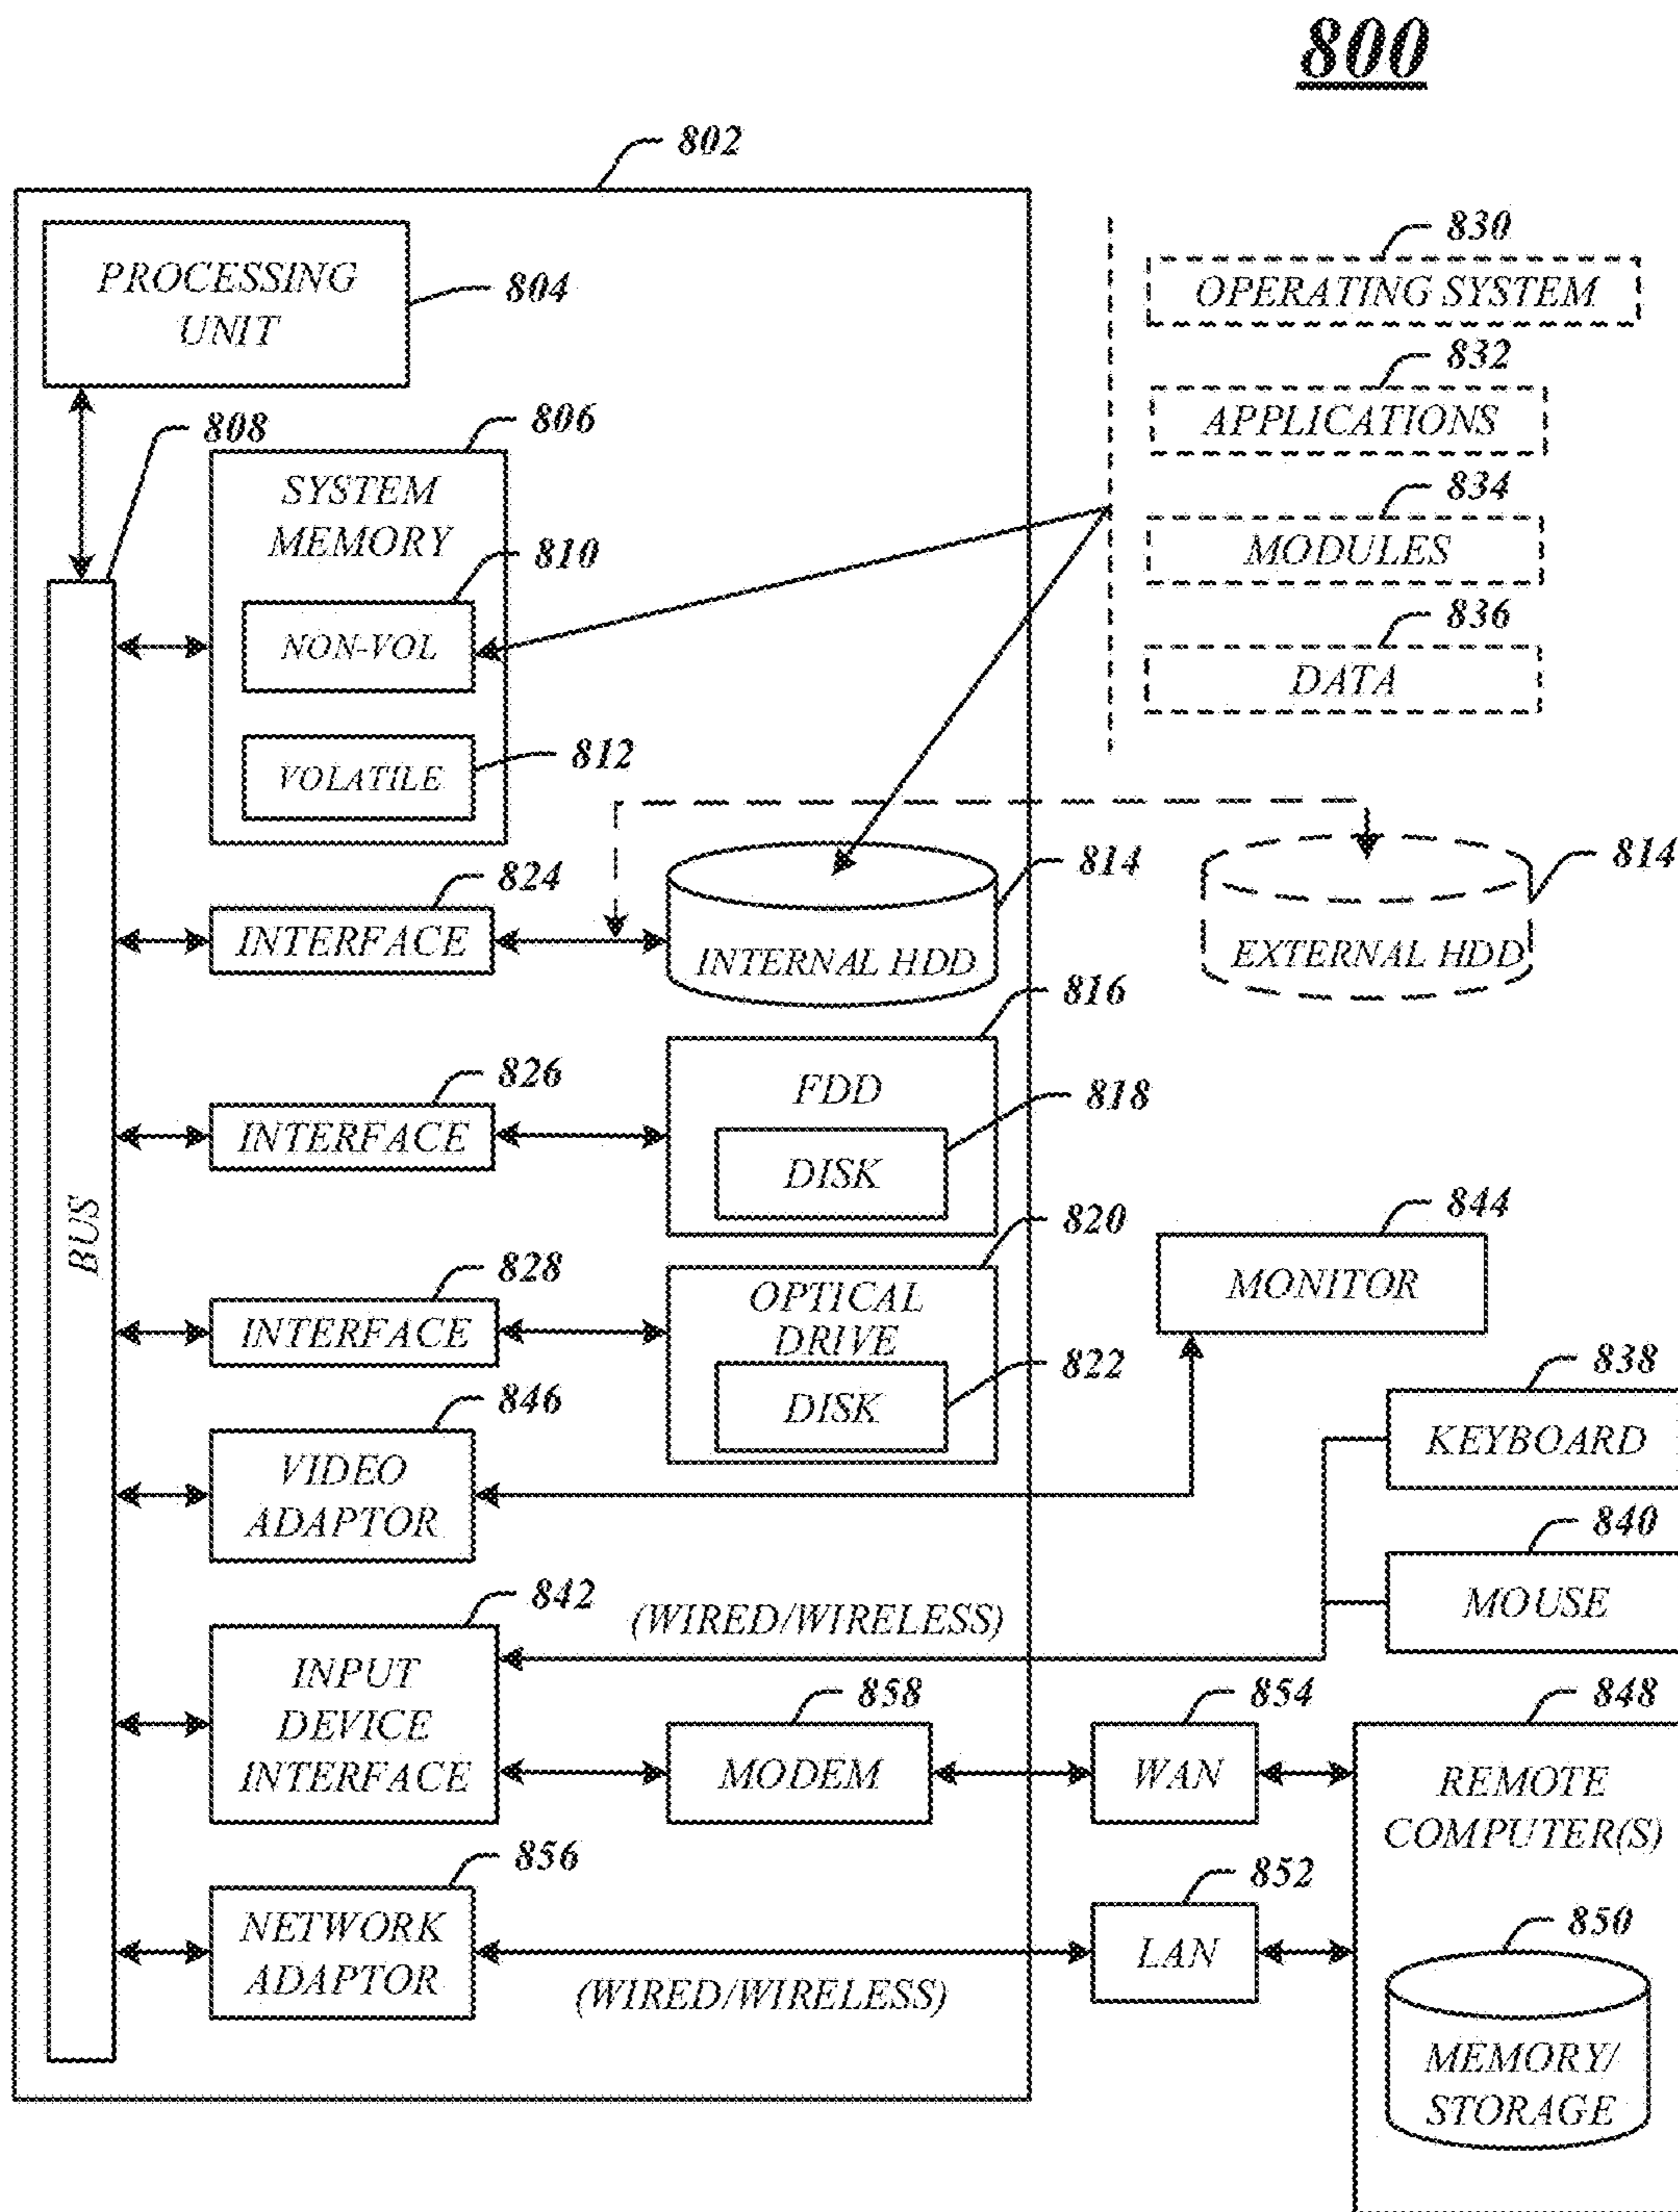 800
802
PROCESSING
UNIT
804
830
OPERATING SYSTEM
832
APPLICATIONS
834
MODULES
836
DATA
808
806
SYSTEM
MEMORY
810
NON-VOL
812
VOLATILE
BUS
824
INTERFACE
814
INTERNAL HDD
814
EXTERNAL HDD
826
INTERFACE
816
FDD
818
DISK
828
INTERFACE
820
OPTICAL
DRIVE
822
DISK
844
MONITOR
846
VIDEO
ADAPTOR
838
KEYBOARD
840
MOUSE
842
INPUT
DEVICE
INTERFACE
(WIRED/WIRELESS)
858
MODEM
854
WAN
848
REMOTE
COMPUTER(S)
856
NETWORK
ADAPTOR
(WIRED/WIRELESS)
852
LAN
850
MEMORY/
STORAGE